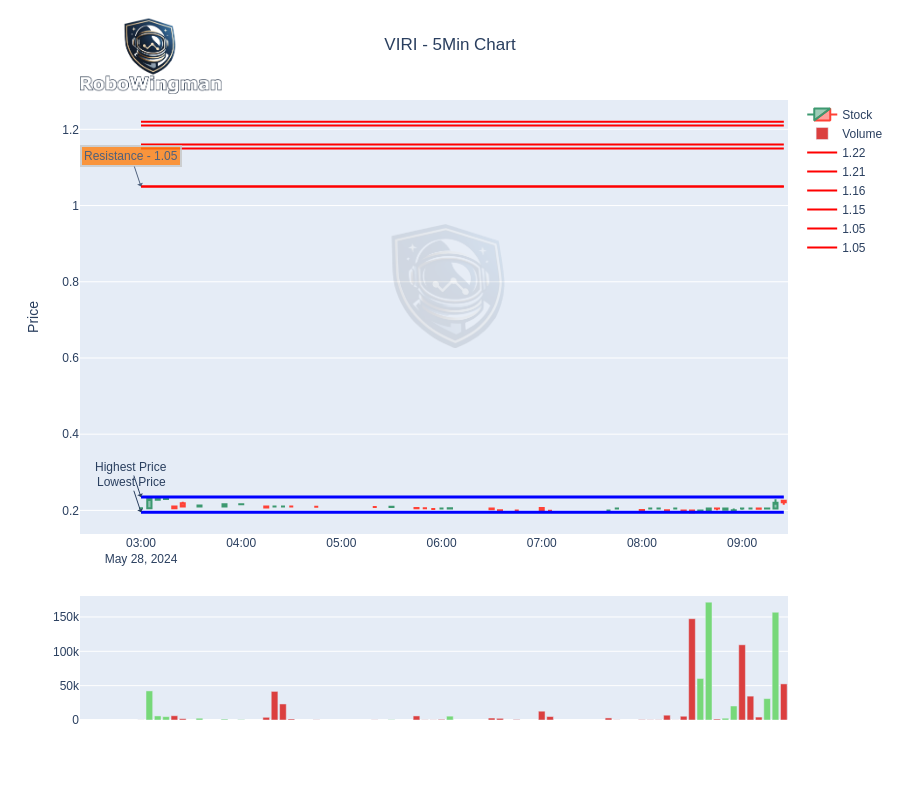 VIRI - 5Min Chart
RoboWingman
Stock
Volume
1.22
1.21
1.16
1.15
1.05
1.05
Price
1.2
1
0.8
0.6
0.4
0.2
Resistance - 1.05
Highest Price
Lowest Price
03:00
04:00
05:00
06:00
07:00
08:00
09:00
May 28, 2024
150k
100k
50k
0